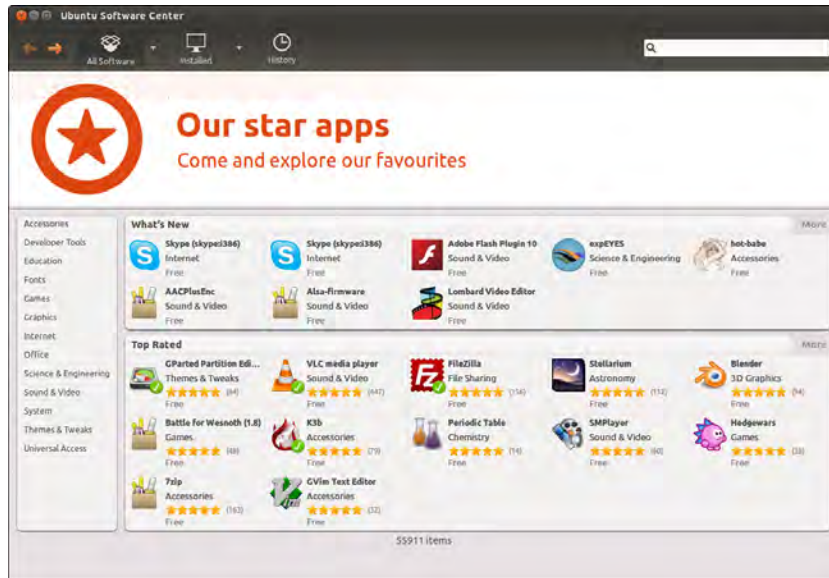 Ubuntu Software Center
All Software
Installed
History
Our star apps
Come and explore our favourites
Accessories
Developer Tools
Education
Fonts
Games
Graphics
Internet
Office
Science & Engineering
Sound & Video
System
Themes & Tweaks
Universal Access
What's New
More
Skype (skype:i386)
Internet
Free
Skype (skype:i386)
Internet
Free
Adobe Flash Plugin 10
Sound & Video
Free
expEYES
Science & Engineering
Free
hot-babe
Accessories
Free
AACPlusEnc
Sound & Video
Free
Alsa-firmware
Sound & Video
Free
Lombard Video Editor
Sound & Video
Free
Top Rated
More
GParted Partition Edi...
Themes & Tweaks
Free
VLC media player
Sound & Video
(447)
Free
FileZilla
File Sharing
Free
Stellarium
Astronomy
Free
Blender
3D Graphics
Free
Battle for Wesnoth (1.8)
Games
Free
K3b
Accessories
Free
Periodic Table
Chemistry
(14)
Free
SMPlayer
Sound & Video
(60)
Free
Hedgewars
Games
Free
7zip
Accessories
(163)
Free
GVim Text Editor
Accessories
(32)
Free
55911 items